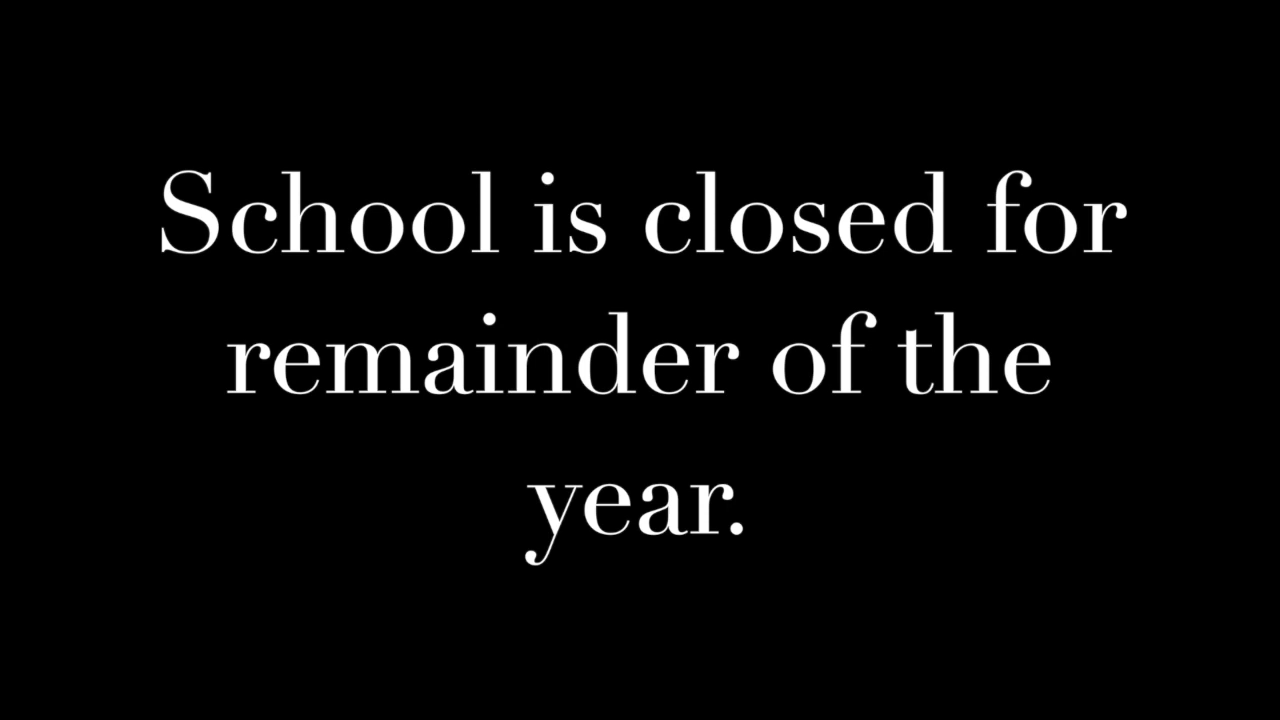 School is closed for
remainder of the
year.